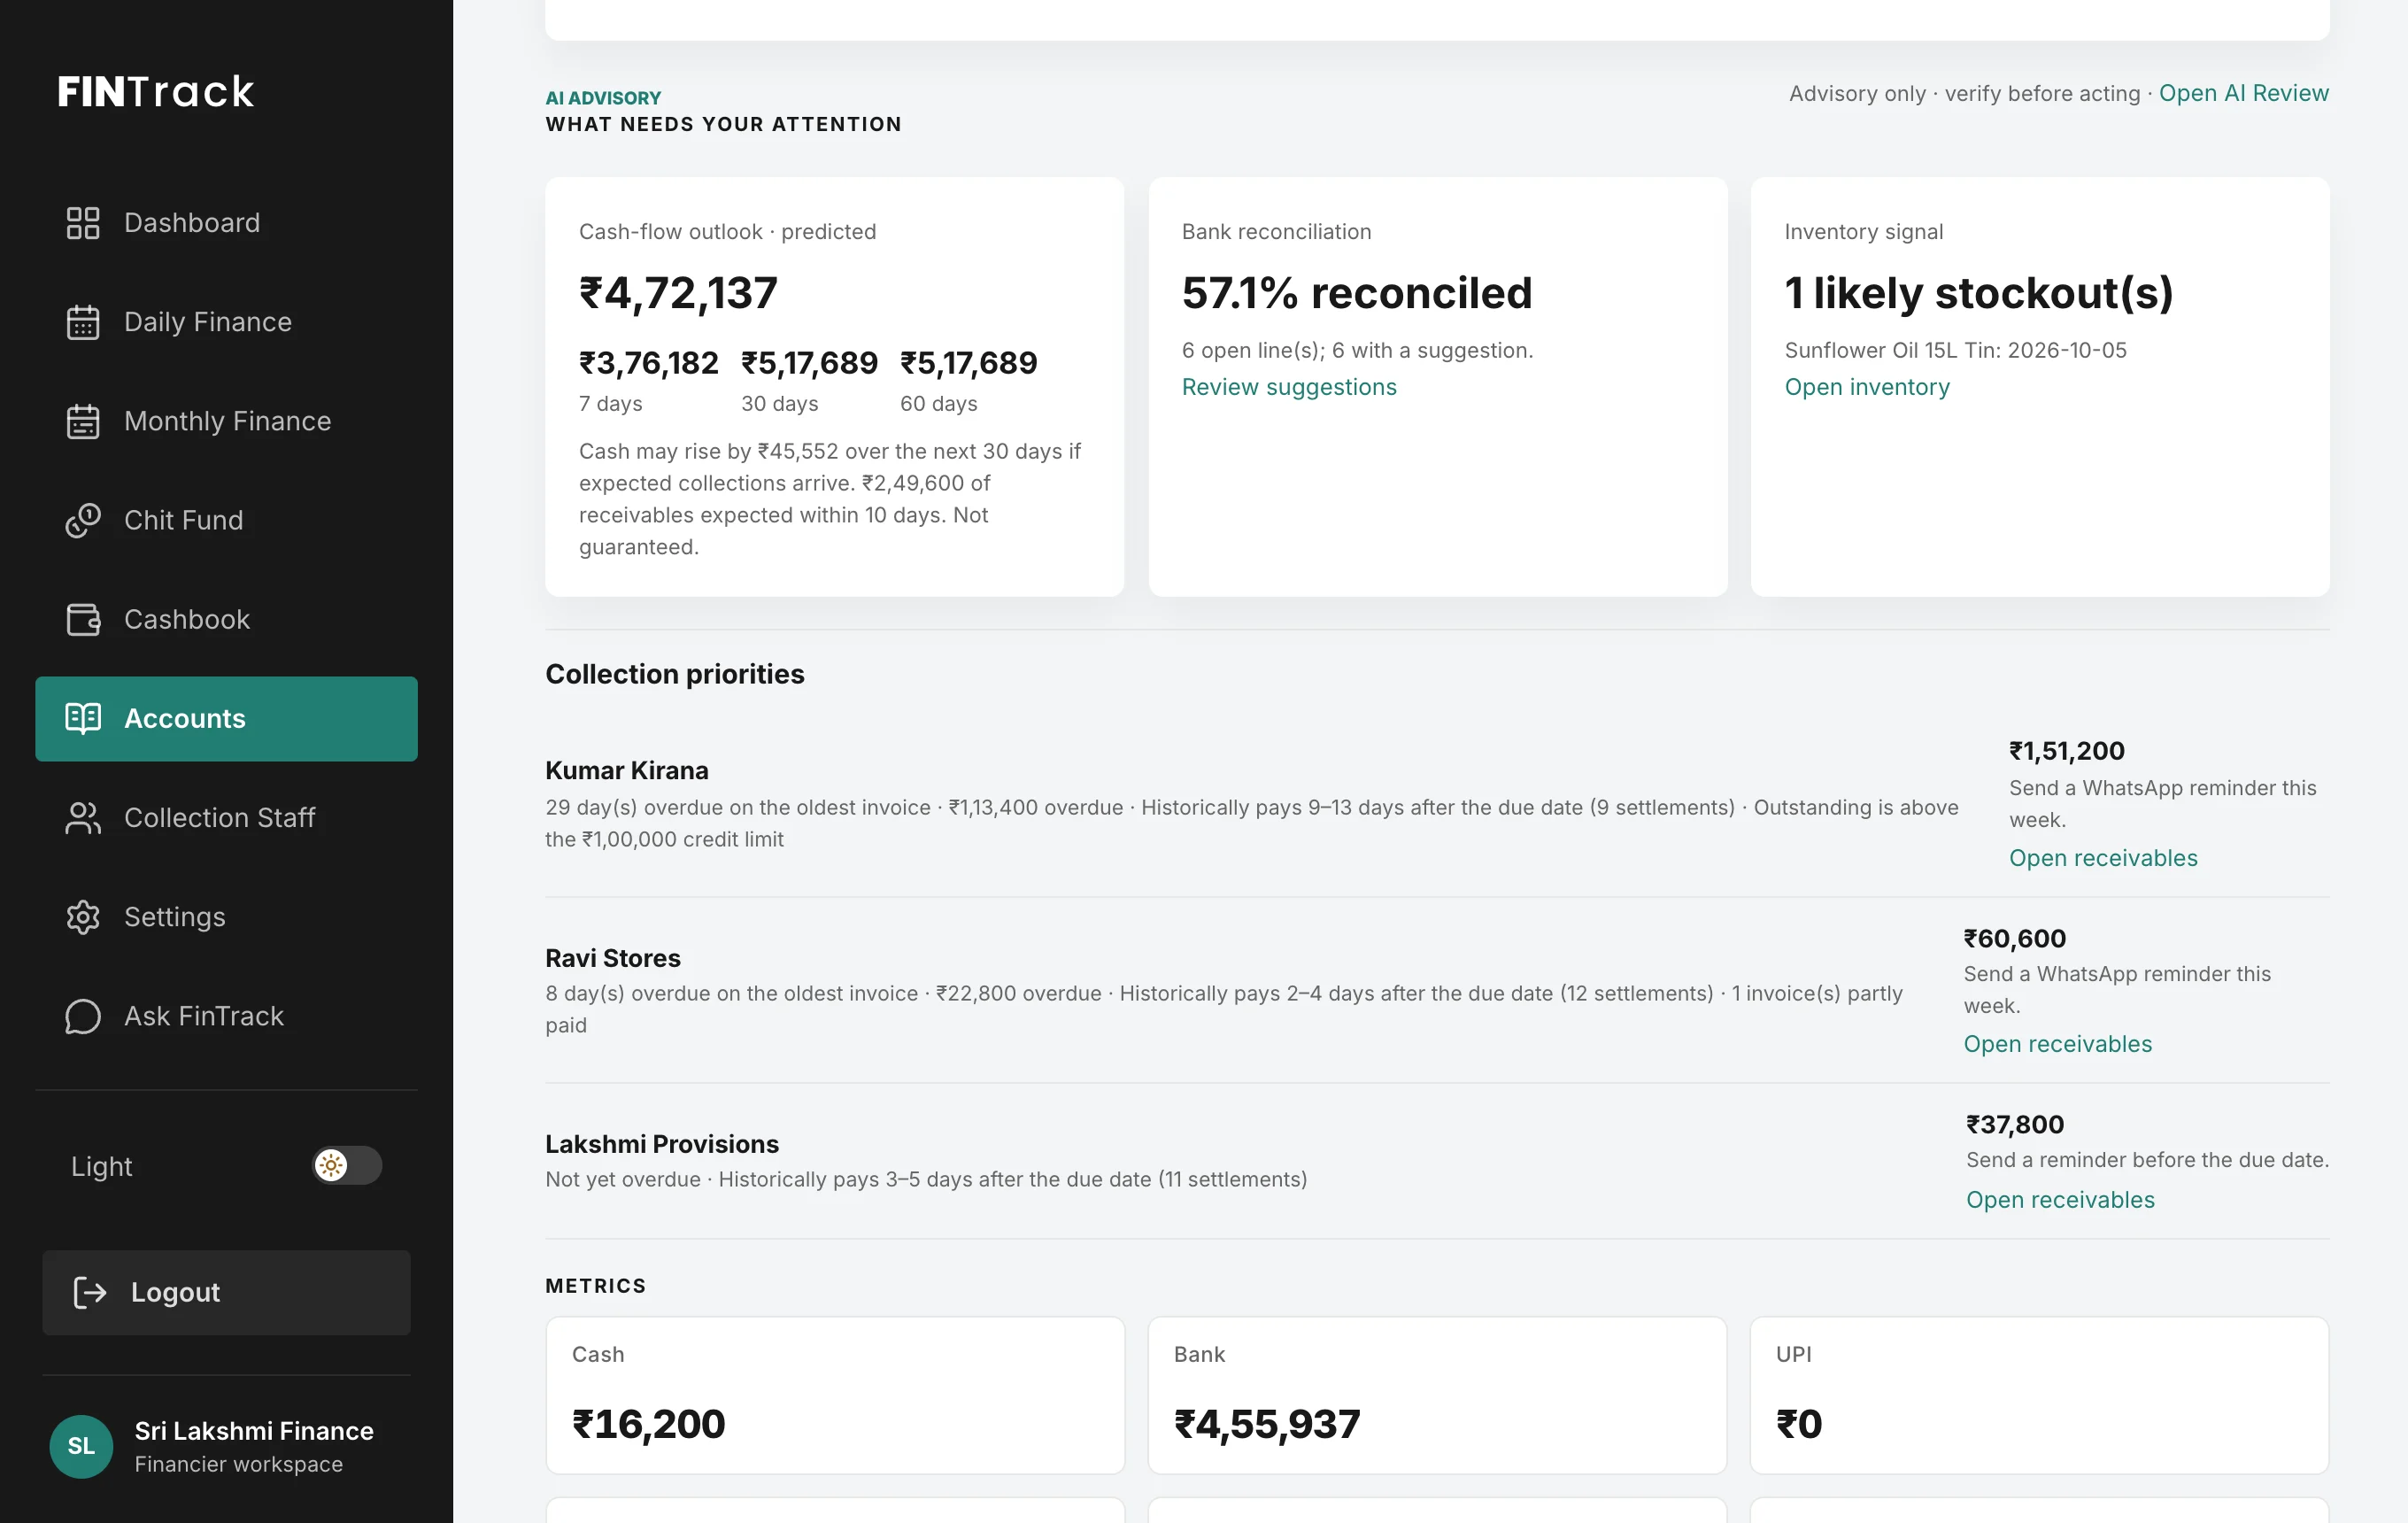 FINTrack
Dashboard
Daily Finance
Monthly Finance
Chit Fund
Cashbook
Accounts
Collection Staff
Settings
Ask FinTrack
Light
Logout
SL
Sri Lakshmi Finance
Financier workspace
AI ADVISORY
WHAT NEEDS YOUR ATTENTION
Advisory only · verify before acting · Open AI Review
Cash-flow outlook · predicted
₹4,72,137
₹3,76,182 ₹5,17,689 ₹5,17,689
7 days 30 days 60 days
Cash may rise by ₹45,552 over the next 30 days if
expected collections arrive. ₹2,49,600 of
receivables expected within 10 days. Not
guaranteed.
Bank reconciliation
57.1% reconciled
6 open line(s); 6 with a suggestion.
Review suggestions
Inventory signal
1 likely stockout(s)
Sunflower Oil 15L Tin: 2026-10-05
Open inventory
Collection priorities
Kumar Kirana
29 day(s) overdue on the oldest invoice · ₹1,13,400 overdue · Historically pays 9–13 days after the due date (9 settlements) · Outstanding is above
the ₹1,00,000 credit limit
₹1,51,200
Send a WhatsApp reminder this
week.
Open receivables
Ravi Stores
8 day(s) overdue on the oldest invoice · ₹22,800 overdue · Historically pays 2–4 days after the due date (12 settlements) · 1 invoice(s) partly
paid
₹60,600
Send a WhatsApp reminder this
week.
Open receivables
Lakshmi Provisions
Not yet overdue · Historically pays 3–5 days after the due date (11 settlements)
₹37,800
Send a reminder before the due date.
Open receivables
METRICS
Cash
₹16,200
Bank
₹4,55,937
UPI
₹0